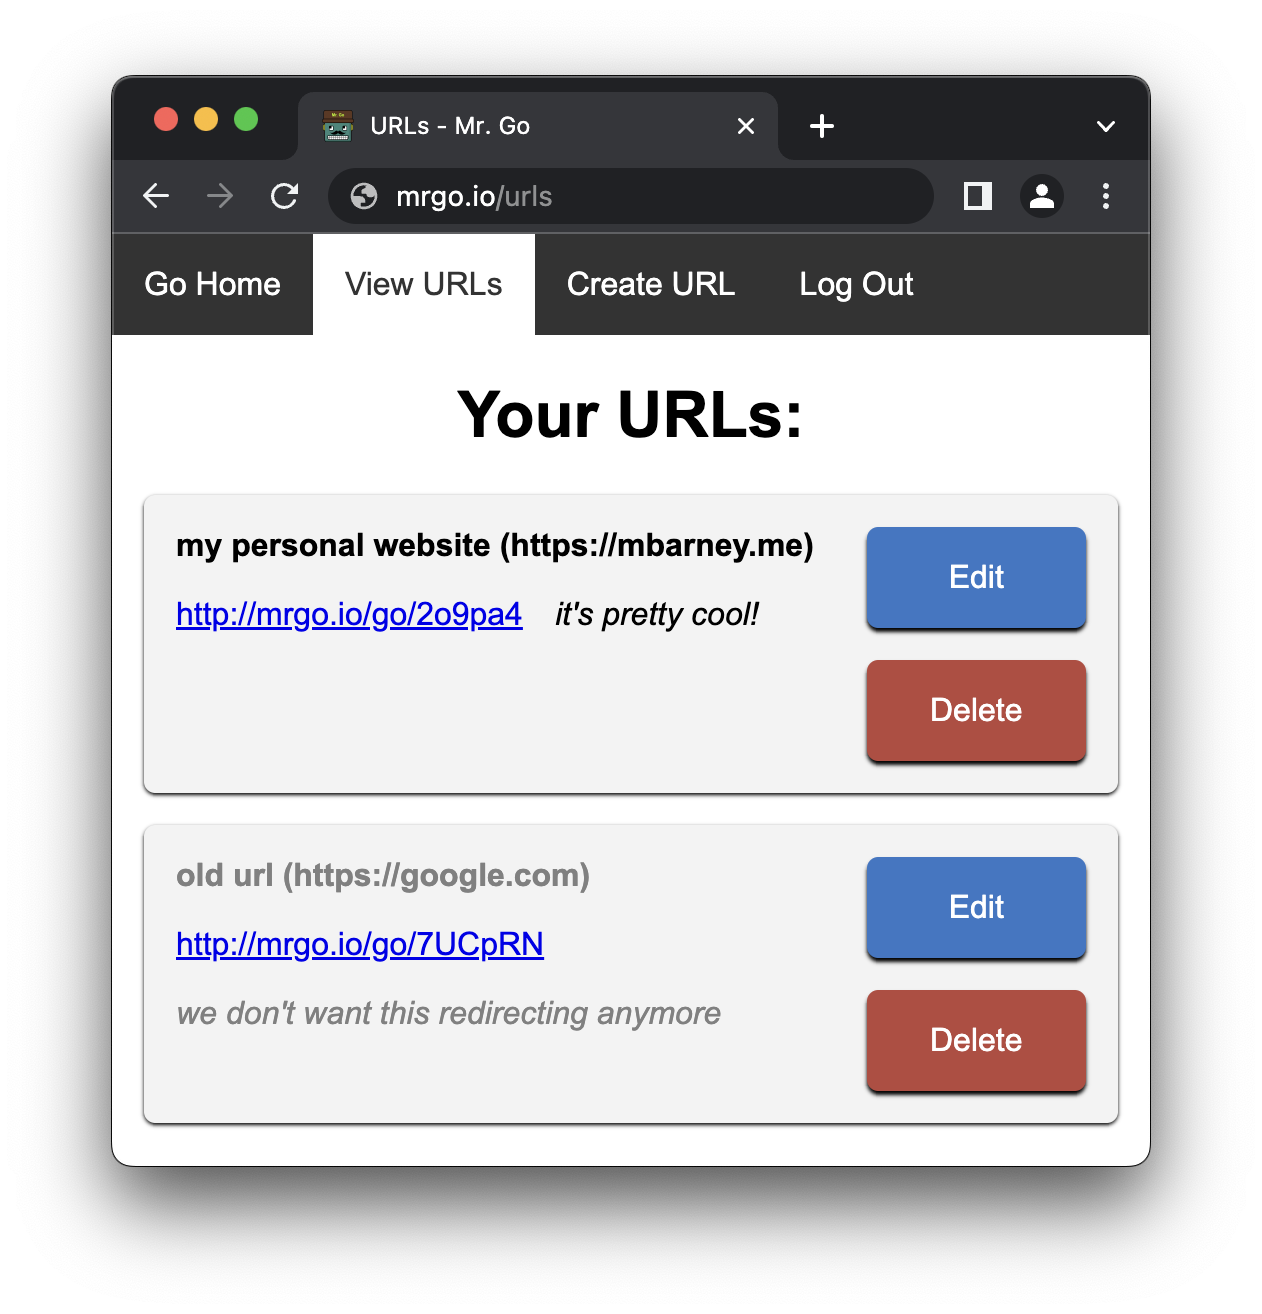 Mr. Go
URLs - Mr. Go
mrgo.io/urls
Go Home View URLs Create URL Log Out
Your URLs:
my personal website (https://mbarney.me)
Edit
http://mrgo.io/go/2o9pa4 it's pretty cool!
Delete
old url (https://google.com)
Edit
http://mrgo.io/go/7UCpRN
we don't want this redirecting anymore
Delete